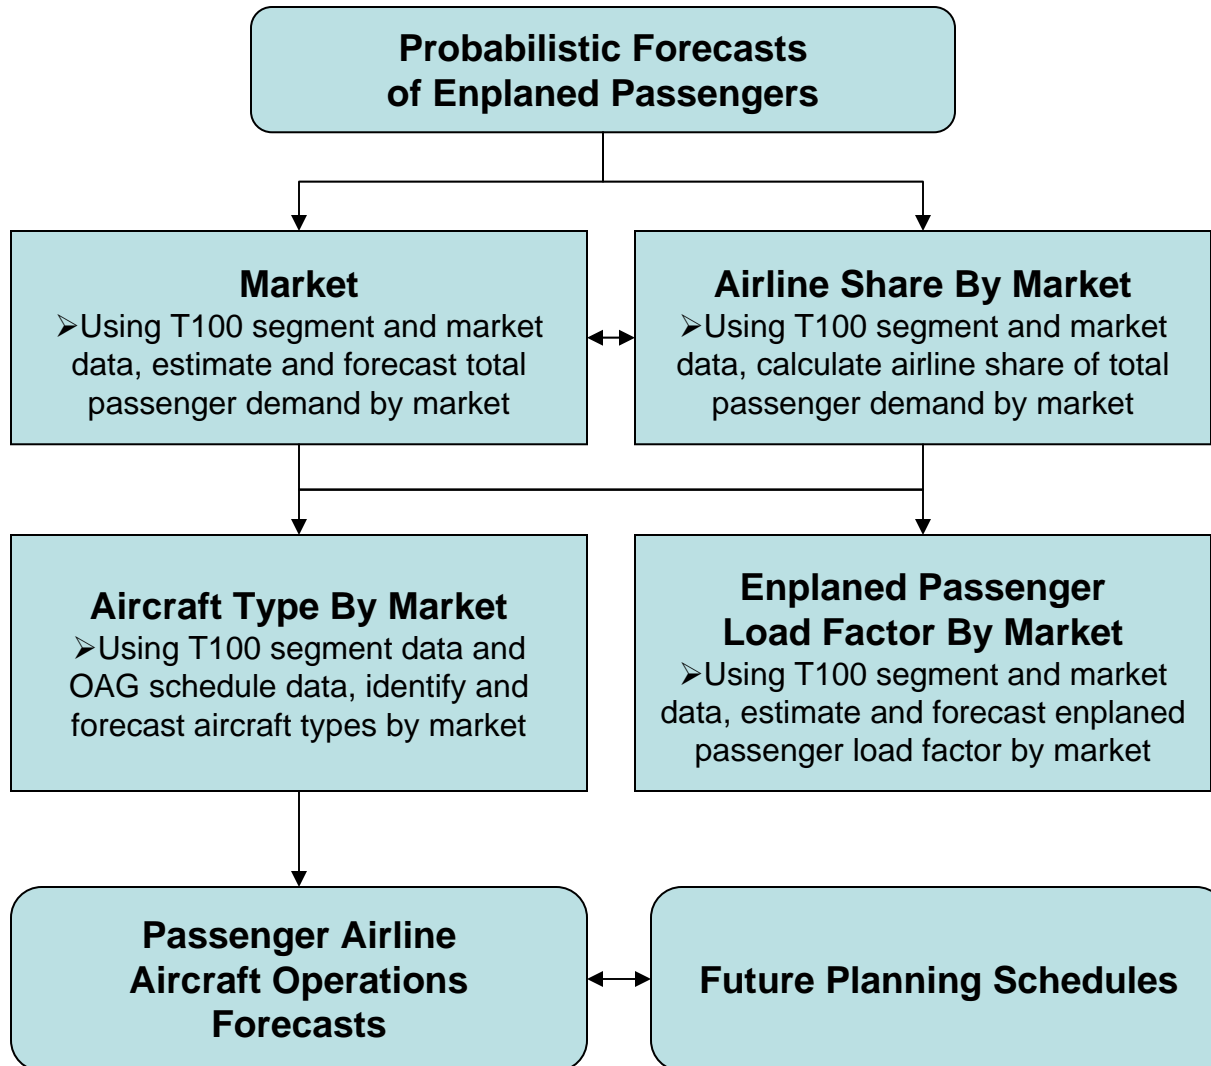 Probabilistic Forecasts
of Enplaned Passengers
Market
➢Using T100 segment and market
data, estimate and forecast total
passenger demand by market
Airline Share By Market
➢Using T100 segment and market
data, calculate airline share of total
passenger demand by market
Aircraft Type By Market
➢Using T100 segment data and
OAG schedule data, identify and
forecast aircraft types by market
Enplaned Passenger
Load Factor By Market
➢Using T100 segment and market
data, estimate and forecast enplaned
passenger load factor by market
Passenger Airline
Aircraft Operations
Forecasts
Future Planning Schedules